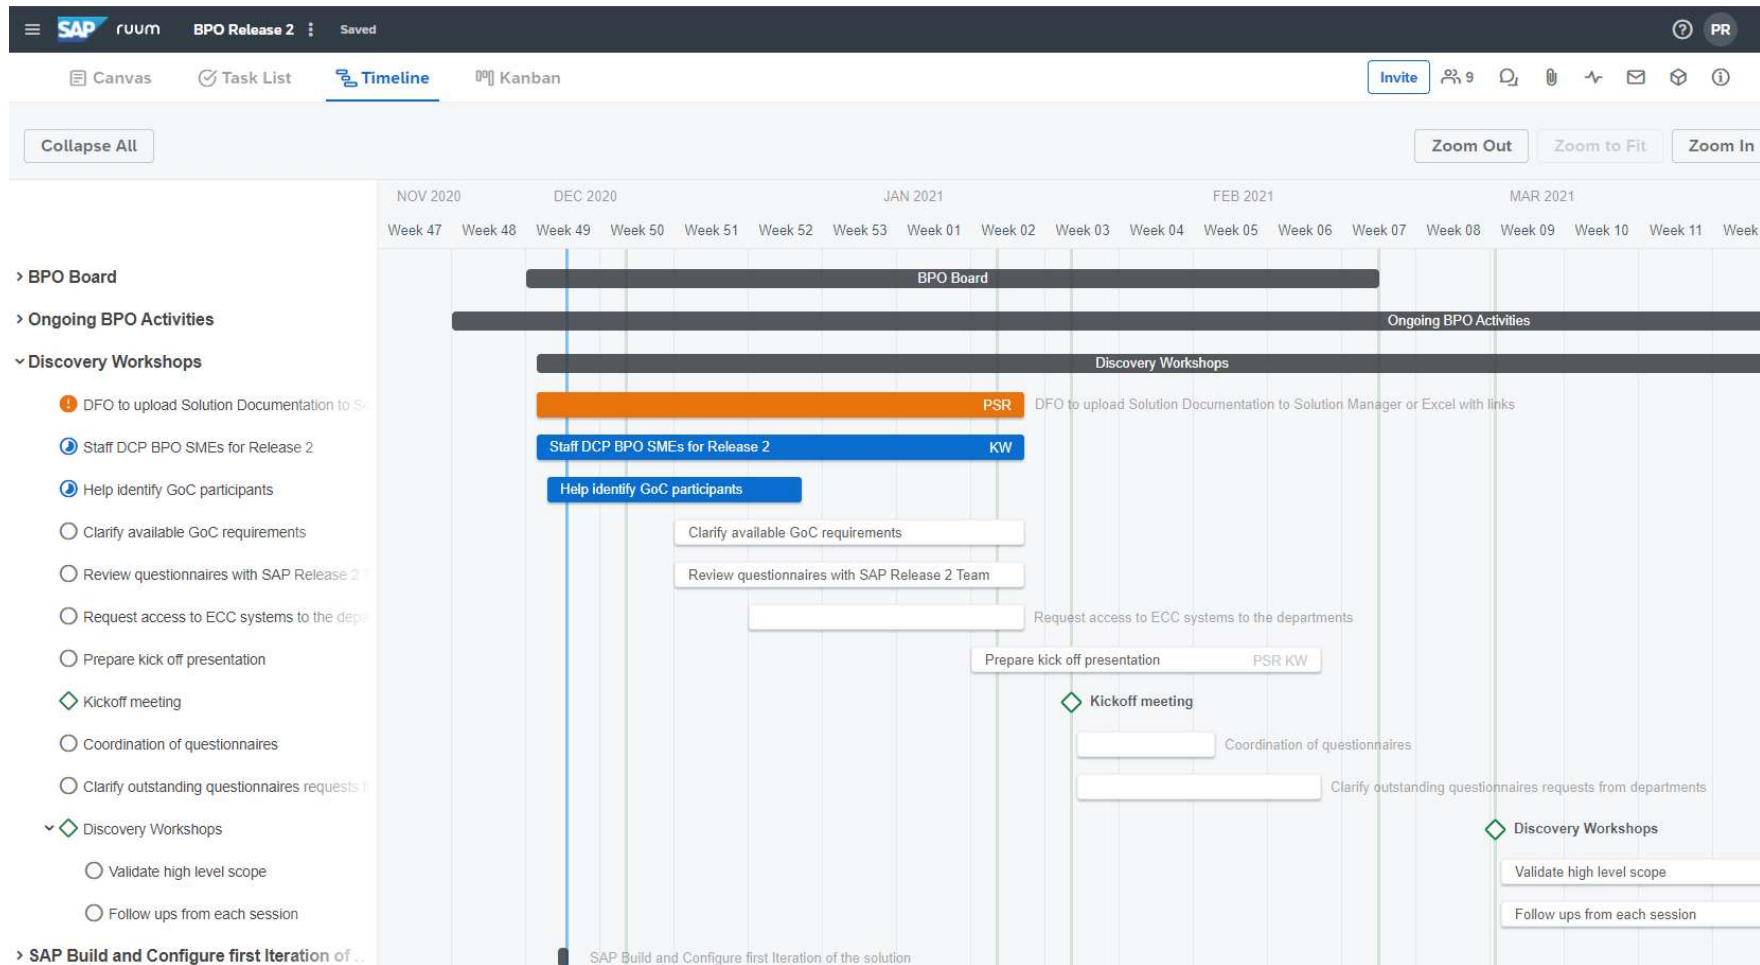 SAP ruum BPO Release 2 Saved PR
Canvas Task List Timeline Kanban Invite 9
Collapse All Zoom Out Zoom to Fit Zoom In
NOV 2020 DEC 2020 JAN 2021 FEB 2021 MAR 2021
Week 47 Week 48 Week 49 Week 50 Week 51 Week 52 Week 53 Week 01 Week 02 Week 03 Week 04 Week 05 Week 06 Week 07 Week 08 Week 09 Week 10 Week 11 Week
BPO Board BPO Board
Ongoing BPO Activities Ongoing BPO Activities
Discovery Workshops Discovery Workshops
DFO to upload Solution Documentation to So PSR DFO to upload Solution Documentation to Solution Manager or Excel with links
Staff DCP BPO SMEs for Release 2 Staff DCP BPO SMEs for Release 2 KW
Help identify GoC participants Help identify GoC participants
Clarify available GoC requirements Clarify available GoC requirements
Review questionnaires with SAP Release 2 Review questionnaires with SAP Release 2 Team
Request access to ECC systems to the depa Request access to ECC systems to the departments
Prepare kick off presentation Prepare kick off presentation PSR KW
Kickoff meeting Kickoff meeting
Coordination of questionnaires Coordination of questionnaires
Clarify outstanding questionnaires requests Clarify outstanding questionnaires requests from departments
Discovery Workshops Discovery Workshops
Validate high level scope Validate high level scope
Follow ups from each session Follow ups from each session
SAP Build and Configure first Iteration of .. SAP Build and Configure first Iteration of the solution